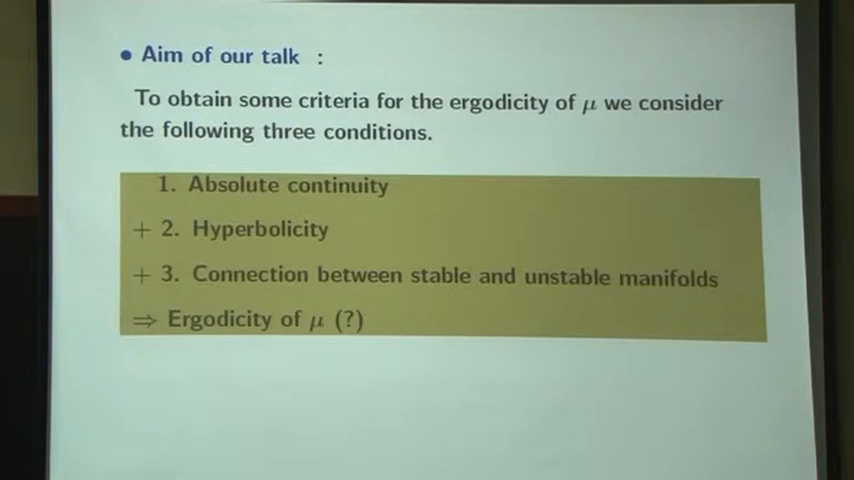 • Aim of our talk :
To obtain some criteria for the ergodicity of μ we consider
the following three conditions.
1. Absolute continuity
+ 2. Hyperbolicity
+ 3. Connection between stable and unstable manifolds
⇒ Ergodicity of μ (?)